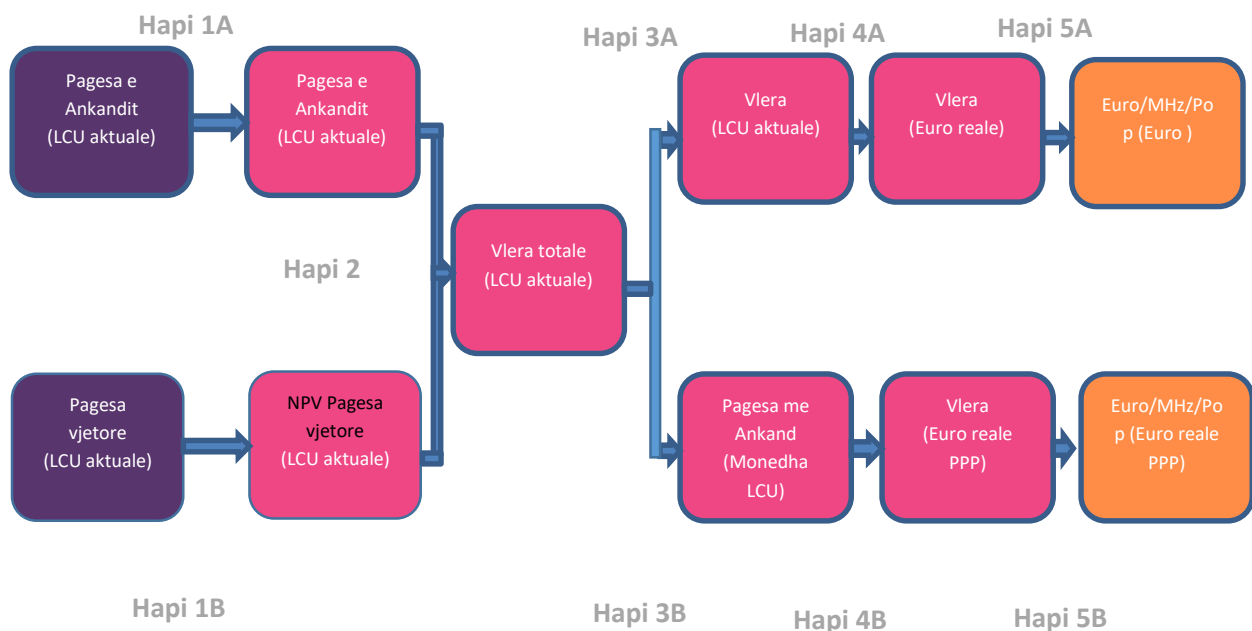 Hapi 1A
Hapi 3A
Hapi 4A
Hapi 5A
Pagesa e
Ankandit
(LCU aktuale)
Pagesa e
Ankandit
(LCU aktuale)
Vlera
(LCU aktuale)
Vlera
(Euro reale)
Euro/MHz/Po
p (Euro )
Hapi 2
Vlera totale
(LCU aktuale)
Pagesa
vjetore
(LCU aktuale)
NPV Pagesa
vjetore
(LCU aktuale)
Pagesa me
Ankand
(Monedha
LCU)
Vlera
(Euro reale
PPP)
Euro/MHz/Po
p (Euro reale
PPP)
Hapi 1B
Hapi 3B
Hapi 4B
Hapi 5B